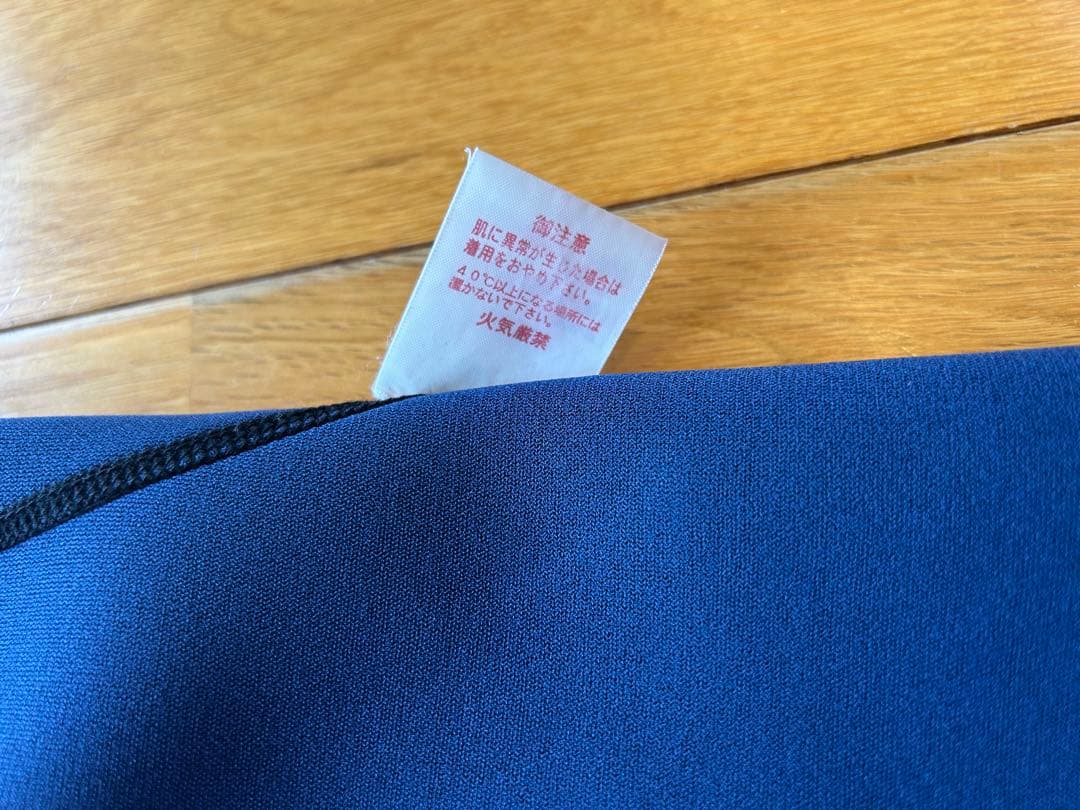 御注意
肌に異常が生じた場合は
着用をおやめ下さい。
40℃以上になる場所には
置かないで下さい。
火気厳禁